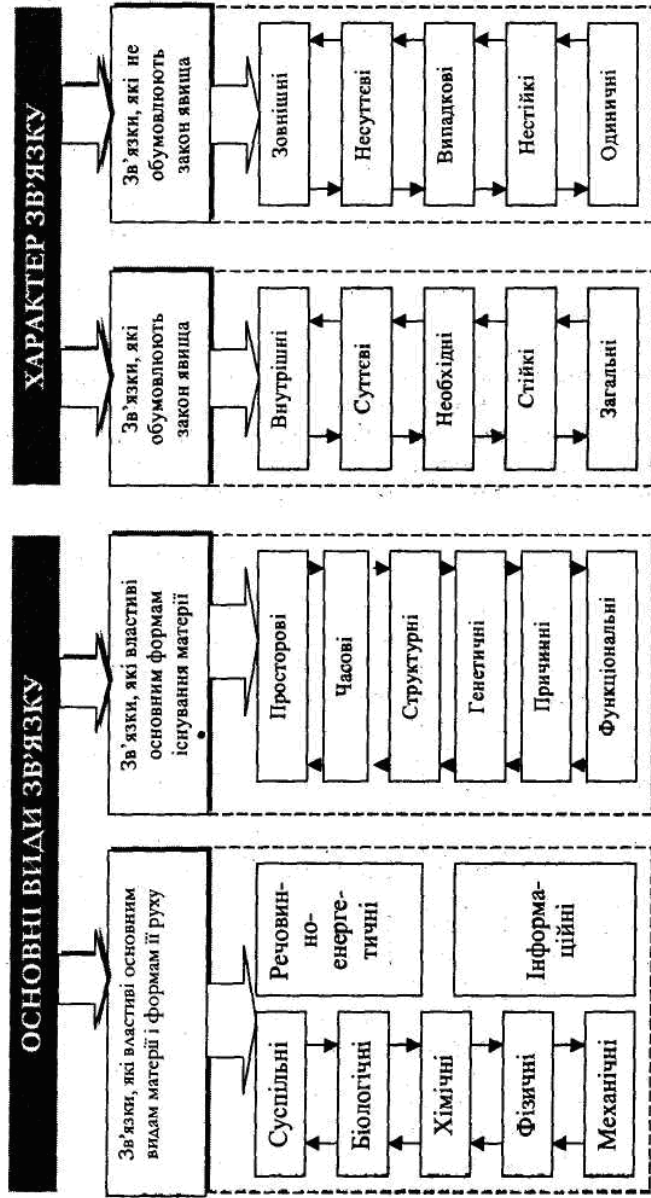 ОСНОВНІ ВИДИ ЗВ'ЯЗКУ
Зв'язки, які властиві основним
видам матерії і формам її руху
Суспільні
Біологічні
Хімічні
Фізичні
Механічні
Речовин-
но-
енерге-
тичні
Інформа-
ційні
Зв'язки, які властиві
основним формам
існування матерії
Просторові
Часові
Структурні
Генетичні
Причинні
Функціональні
ХАРАКТЕР ЗВ'ЯЗКУ
Зв'язки, які
обумовлюють
закон явища
Внутрішні
Суттєві
Необхідні
Стійкі
Загальні
Зв'язки, які не
обумовлюють
закон явища
Зовнішні
Несуттєві
Випадкові
Нестійкі
Одиничні